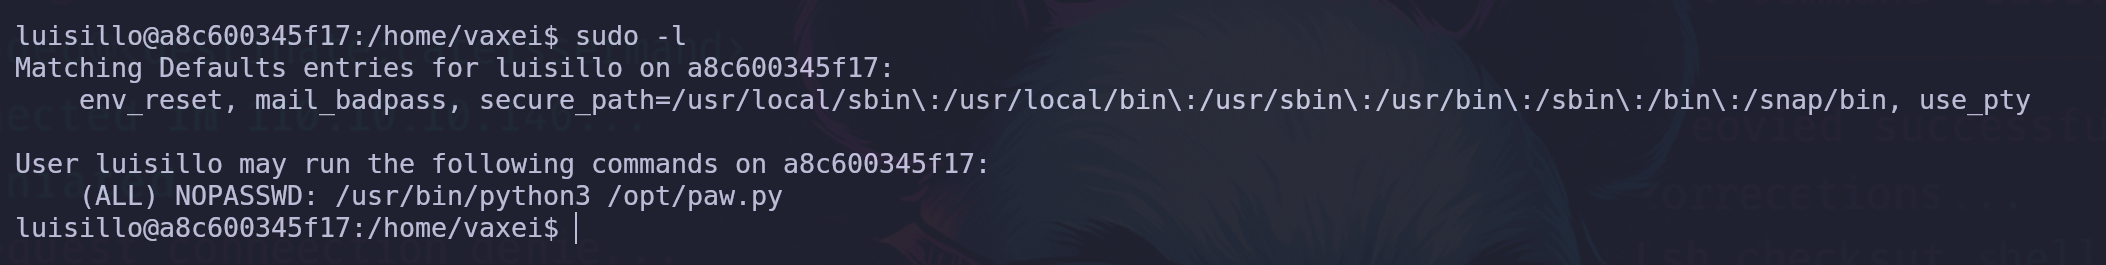 luisillo@a8c600345f17:/home/vaxei$ sudo -l
Matching Defaults entries for luisillo on a8c600345f17:
    env_reset, mail_badpass, secure_path=/usr/local/sbin\:/usr/local/bin\:/usr/sbin\:/usr/bin\:/sbin\:/bin\:/snap/bin, use_pty

User luisillo may run the following commands on a8c600345f17:
    (ALL) NOPASSWD: /usr/bin/python3 /opt/paw.py
luisillo@a8c600345f17:/home/vaxei$